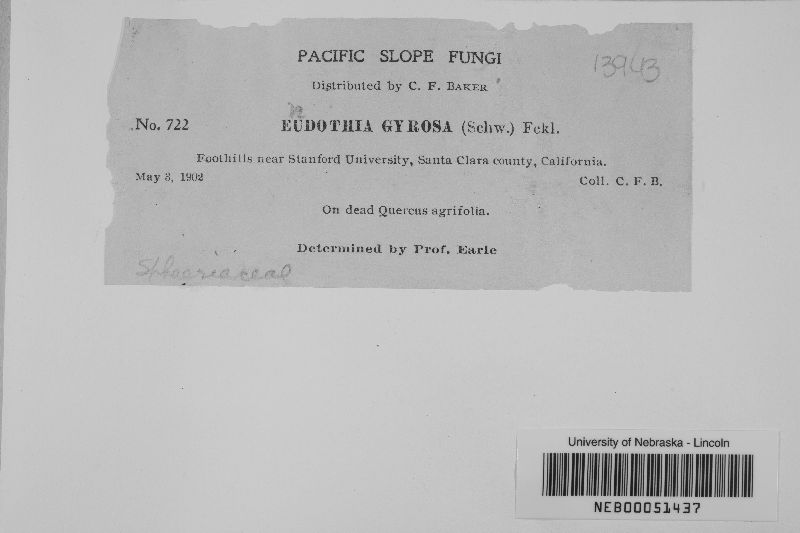 PACIFIC SLOPE FUNGI
13943
Distributed by C. F. BAKER
n
No. 722 EUDOTHIA GYROSA (Schw.) Fckl.
Foothills near Stanford University, Santa Clara county, California.
May 3, 1902 Coll. C. F. B.
On dead Quercus agrifolia.
Determined by Prof. Earle
Sphaeriaceae
University of Nebraska - Lincoln
NEB00051437